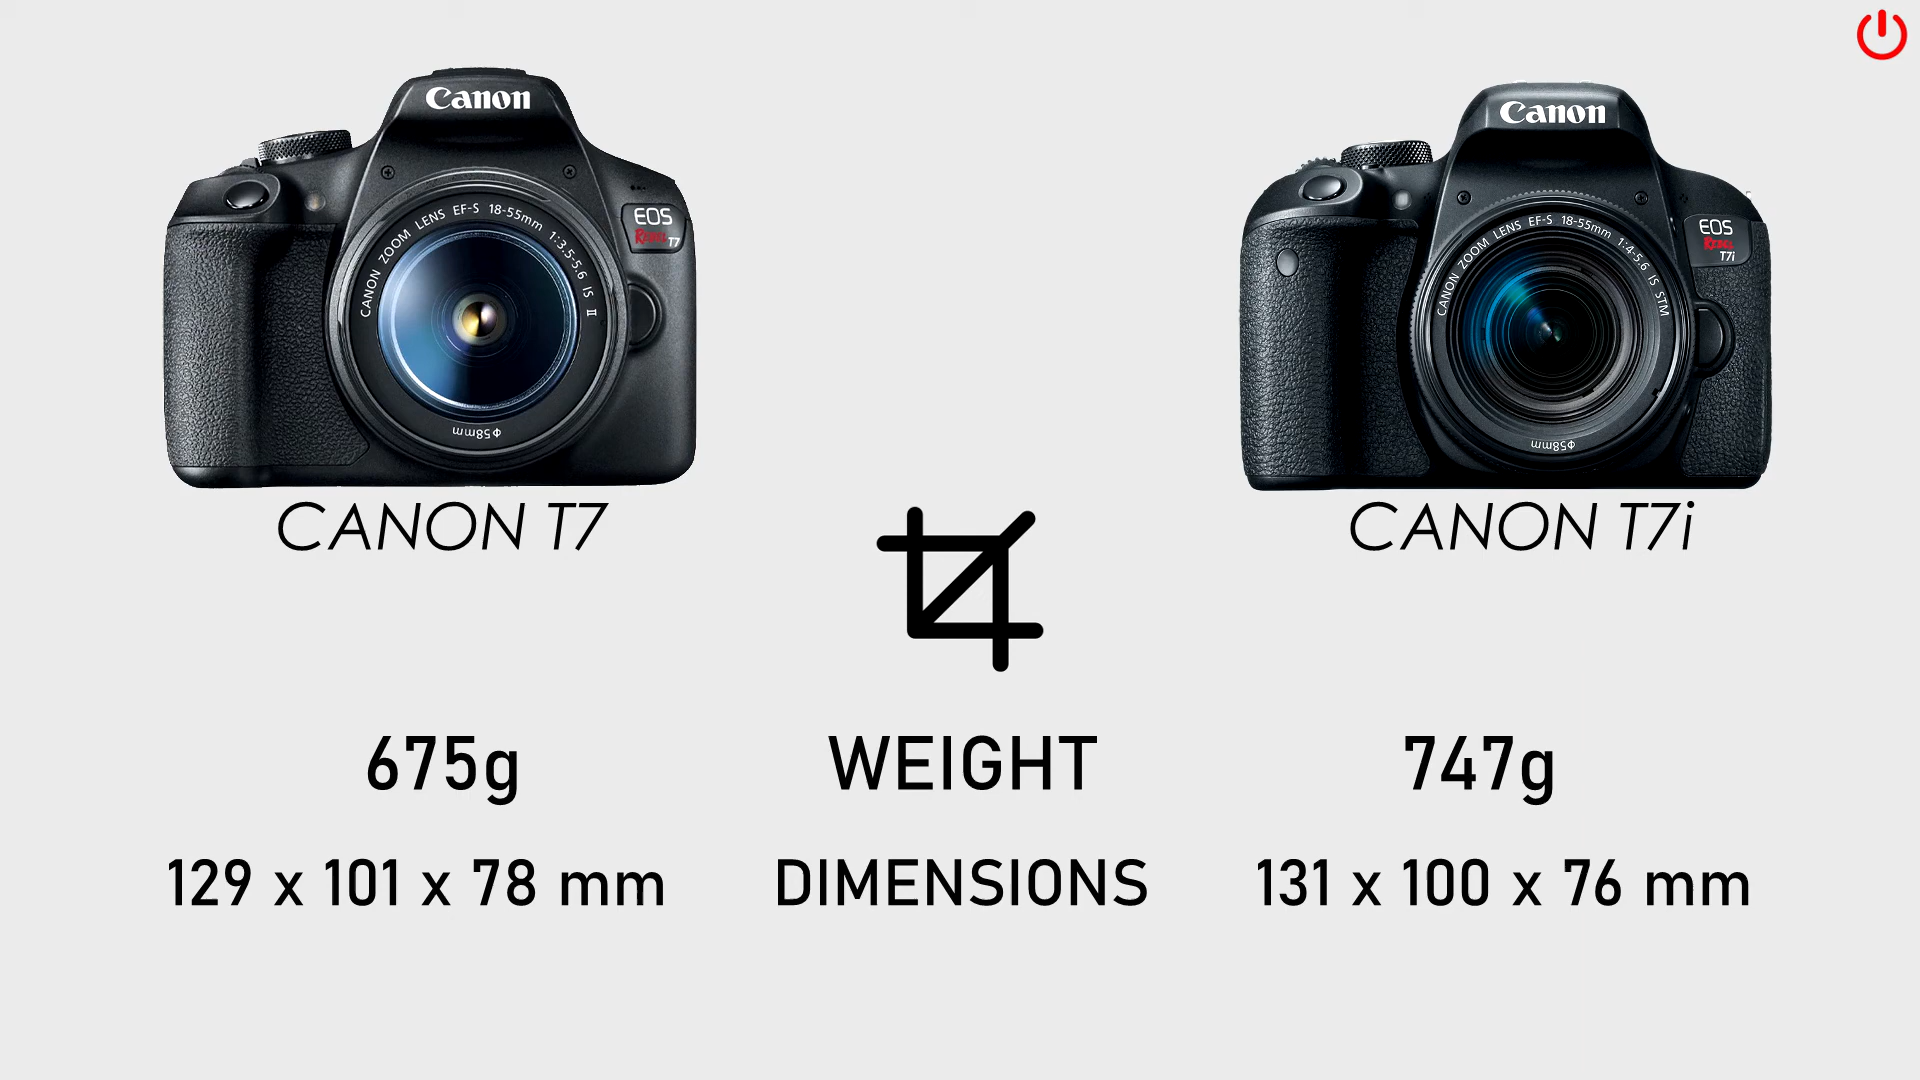 Canon
EOS
Rebel
T7
CANON ZOOM LENS EF-S 18-55mm 1:3.5-5.6 IS II
Φ58mm
CANON T7
Canon
EOS
Rebel
T7i
CANON ZOOM LENS EF-S 18-55mm 1:4-5.6 IS STM
Φ58mm
CANON T7i
675g WEIGHT 747g
129 x 101 x 78 mm DIMENSIONS 131 x 100 x 76 mm